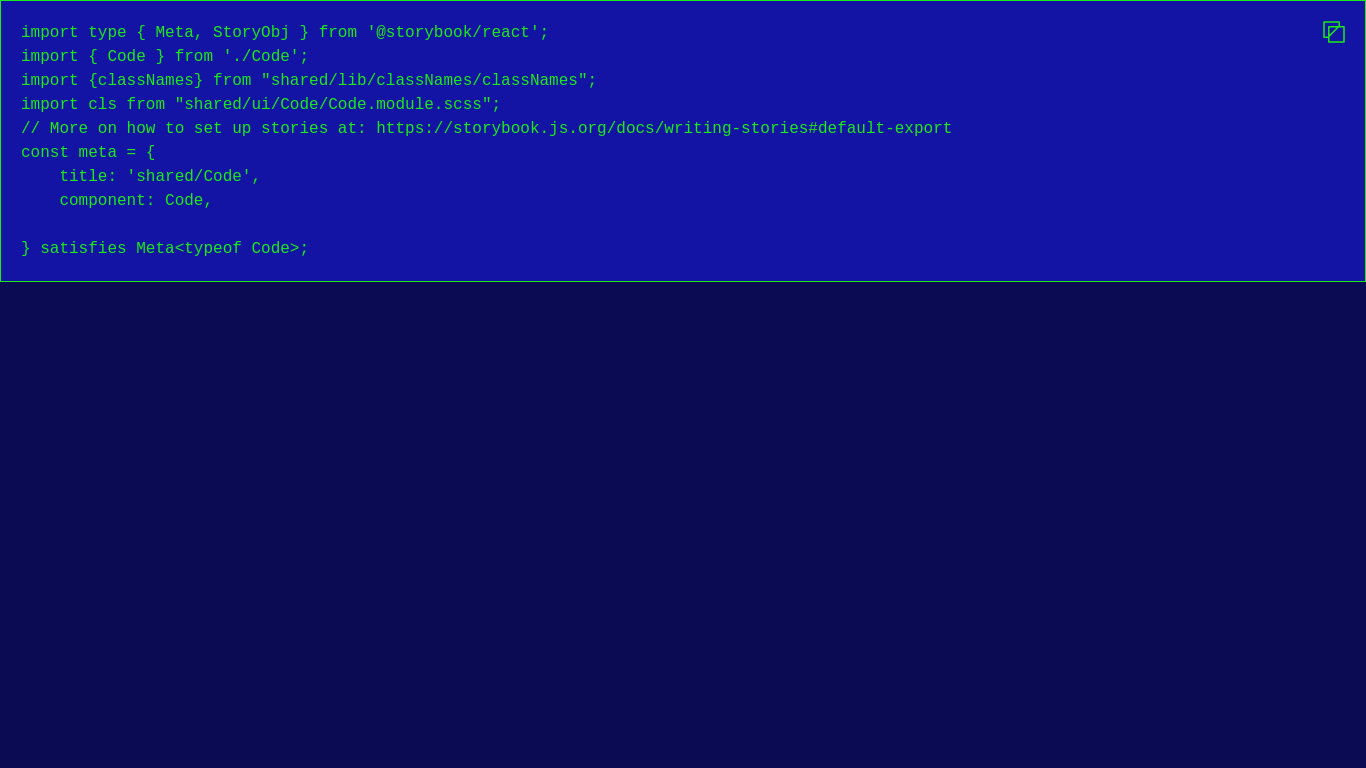 import type { Meta, StoryObj } from '@storybook/react';
import { Code } from './Code';
import {classNames} from "shared/lib/classNames/classNames";
import cls from "shared/ui/Code/Code.module.scss";
// More on how to set up stories at: https://storybook.js.org/docs/writing-stories#default-export
const meta = {
    title: 'shared/Code',
    component: Code,

} satisfies Meta<typeof Code>;